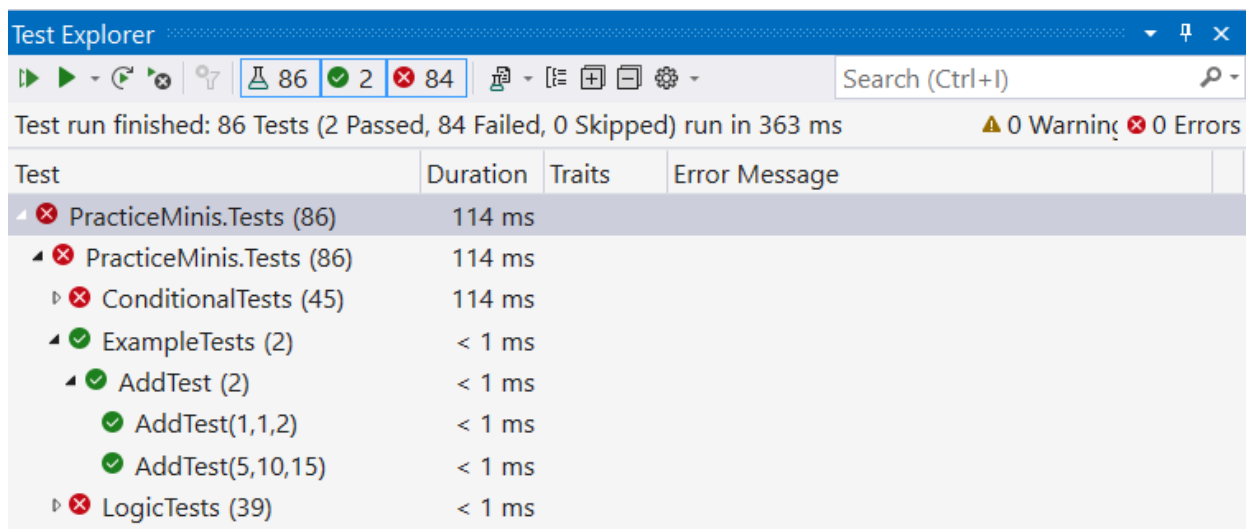 Test Explorer
86 2 84 Search (Ctrl+I)
Test run finished: 86 Tests (2 Passed, 84 Failed, 0 Skipped) run in 363 ms 0 Warning 0 Errors
Test Duration Traits Error Message
PracticeMinis.Tests (86) 114 ms
PracticeMinis.Tests (86) 114 ms
ConditionalTests (45) 114 ms
ExampleTests (2) < 1 ms
AddTest (2) < 1 ms
AddTest(1,1,2) < 1 ms
AddTest(5,10,15) < 1 ms
LogicTests (39) < 1 ms